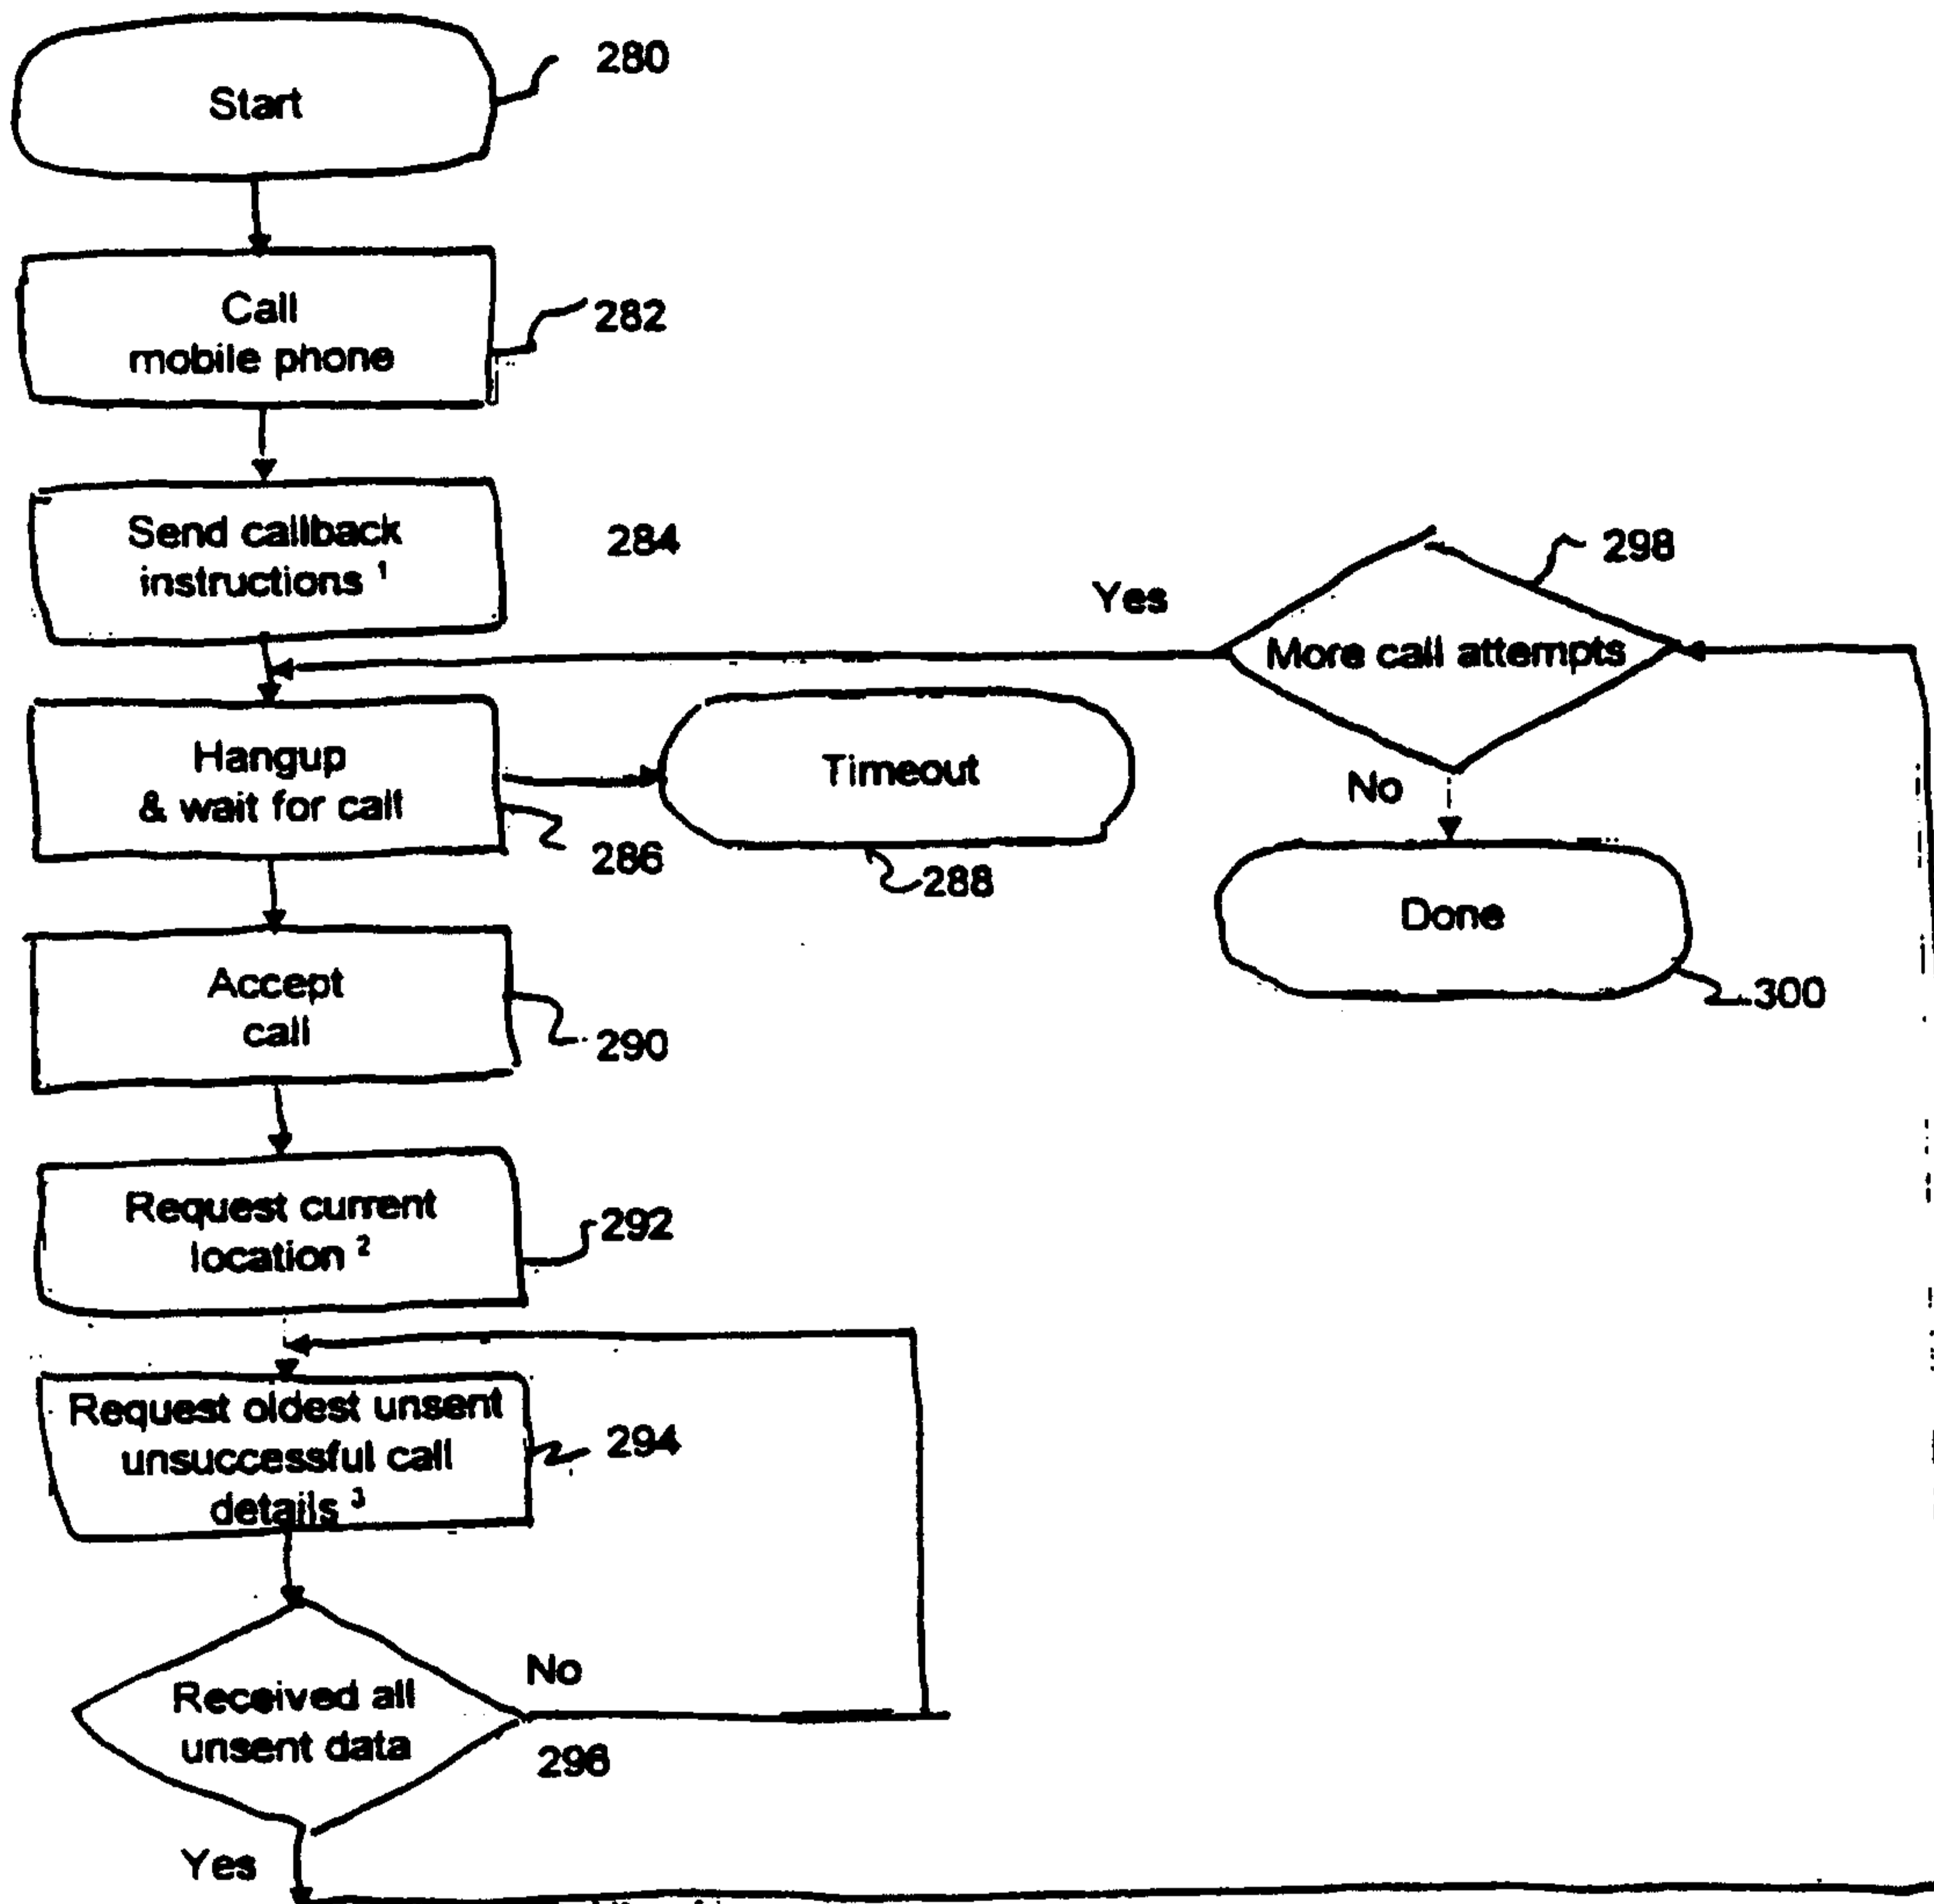 Start
280
Call
mobile phone
282
Send callback
instructions ¹
284
Hangup
& wait for call
286
Timeout
288
Yes
More call attempts
298
No
Done
300
Accept
call
290
Request current
location ²
292
Request oldest unsent
unsuccessful call
details ³
294
Received all
unsent data
No
296
Yes